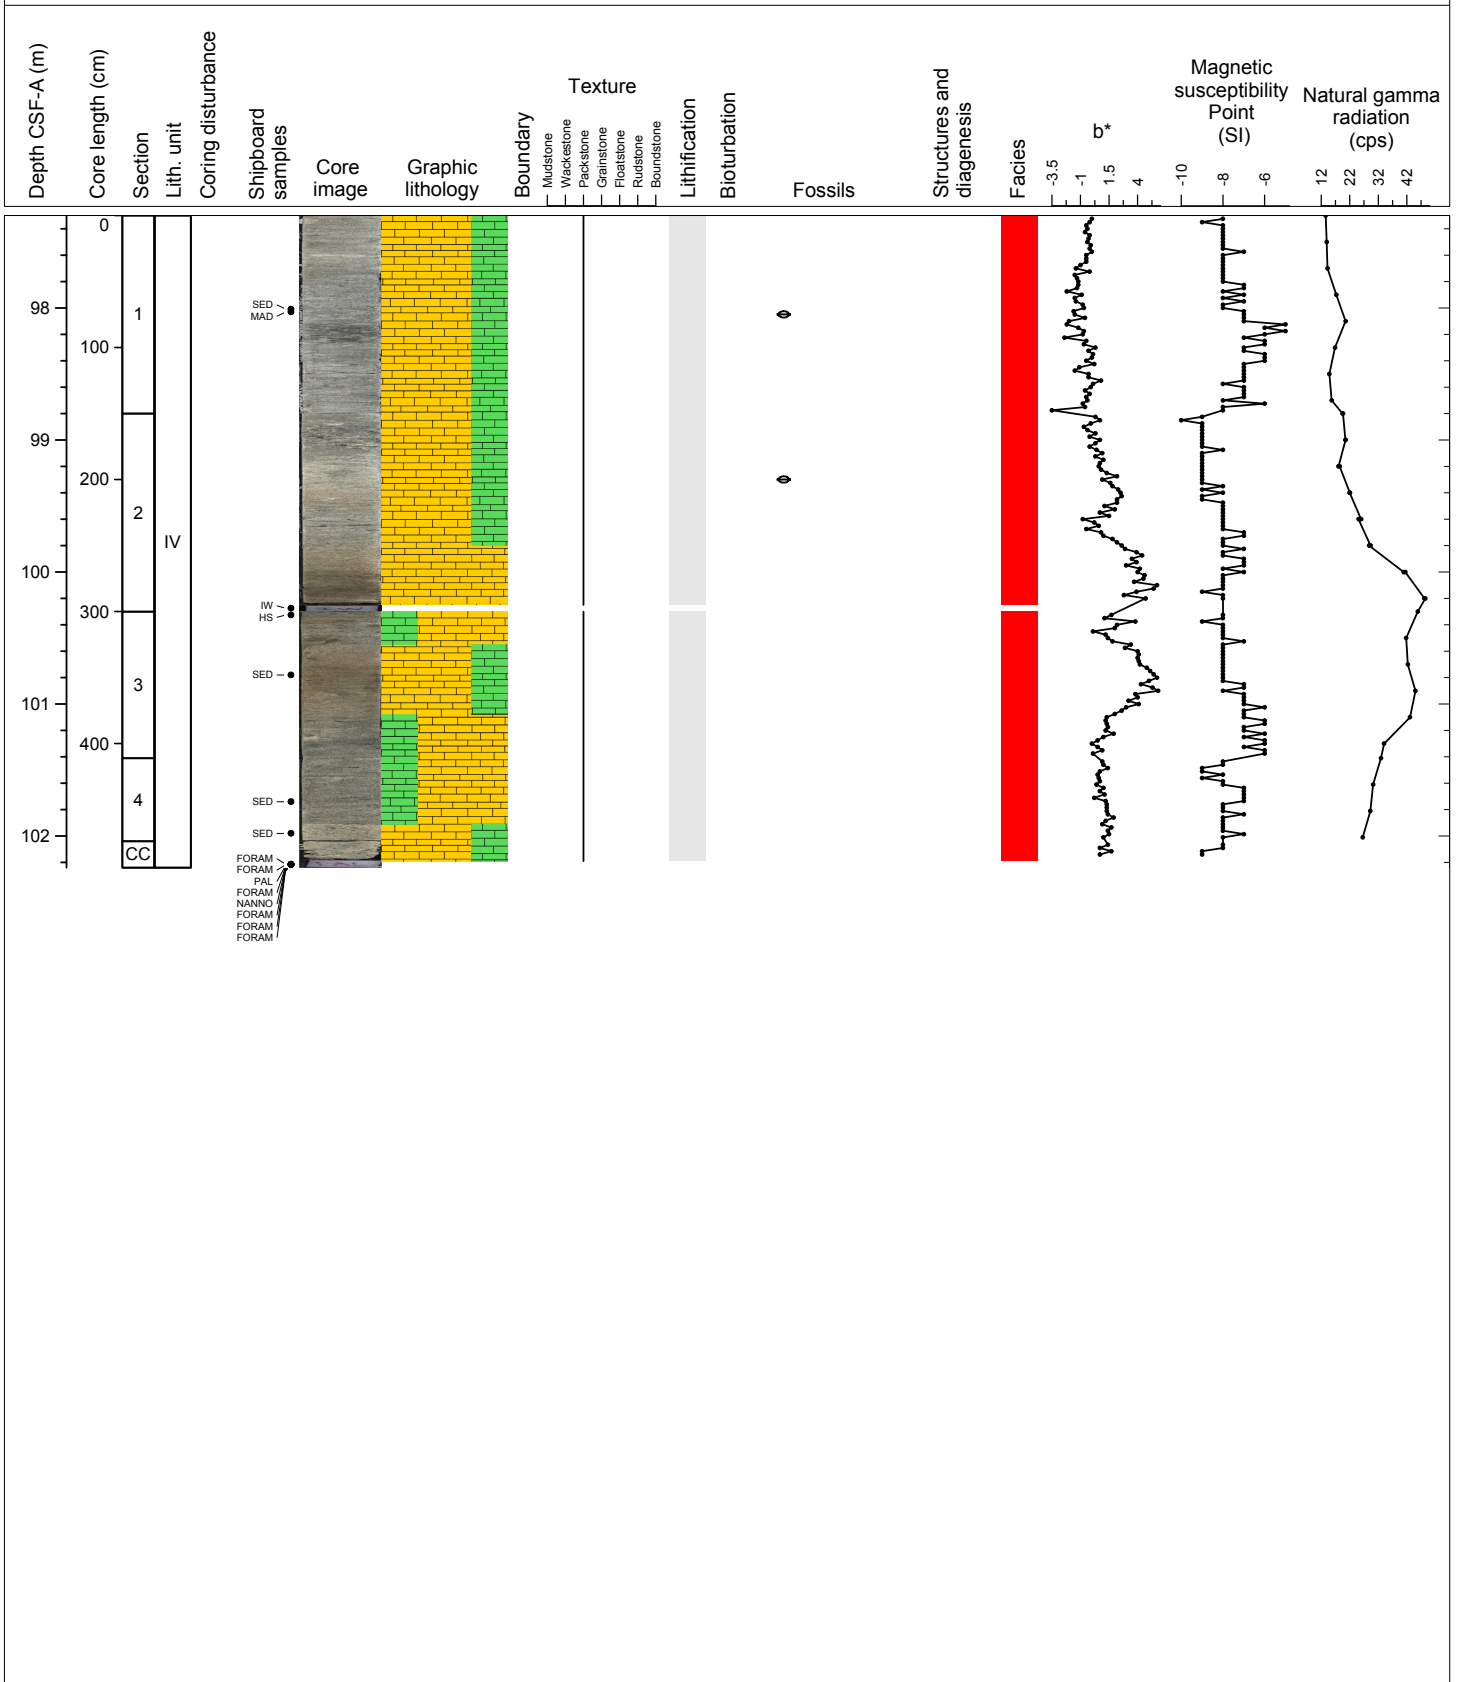 Depth CSF-A (m)
Core length (cm)
Section
Lith. unit
Coring disturbance
Shipboard
samples
Core
image
Graphic
lithology
Boundary
Texture
Mudstone
Wackestone
Packstone
Grainstone
Floatstone
Rudstone
Boundstone
Lithification
Bioturbation
Fossils
Structures and
diagenesis
Facies
b*
-3.5
-1
1.5
4
Magnetic
susceptibility
Point
(SI)
-10
-8
-6
Natural gamma
radiation
(cps)
12
22
32
42
0
98
1
SED
MAD
100
99
200
2
IV
100
IW
300
HS
SED
3
101
400
SED
4
102
SED
CC
FORAM
FORAM
PAL
FORAM
NANNO
FORAM
FORAM
FORAM